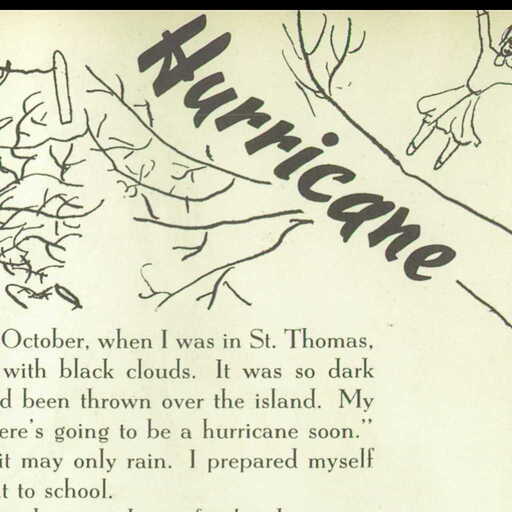 Hurricane
October, when I was in St. Thomas,
with black clouds. It was so dark
been thrown over the island. My
going to be a hurricane soon."
it may only rain. I prepared myself
to school.